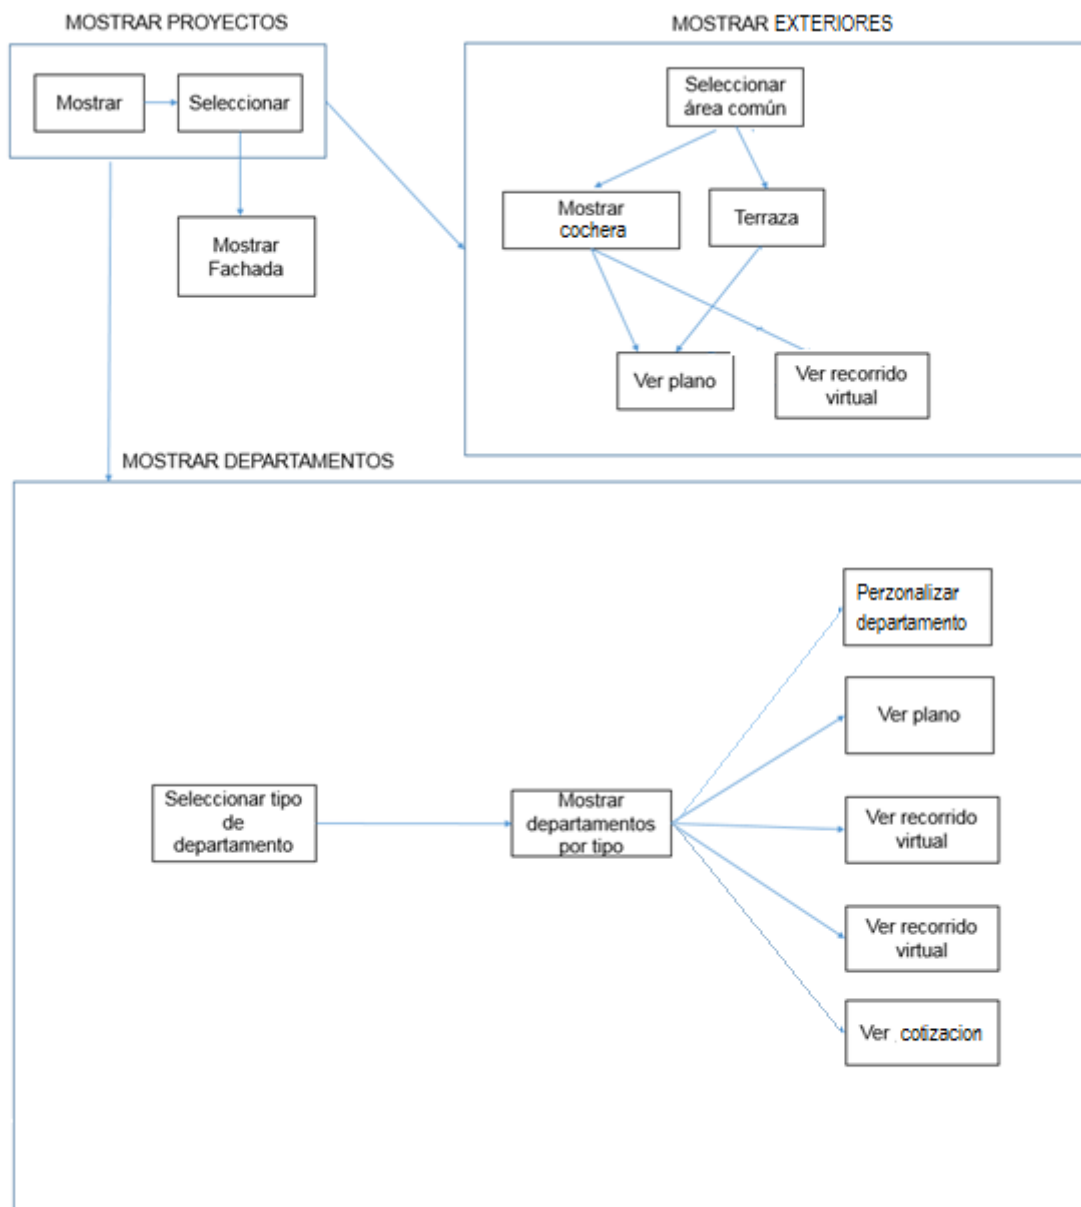 MOSTRAR PROYECTOS
Mostrar
Seleccionar
Mostrar
Fachada
MOSTRAR EXTERIORES
Seleccionar
área común
Mostrar
cochera
Terraza
Ver plano
Ver recorrido
virtual
MOSTRAR DEPARTAMENTOS
Seleccionar tipo
de
departamento
Mostrar
departamentos
por tipo
Perzonalizar
departamento
Ver plano
Ver recorrido
virtual
Ver recorrido
virtual
Ver cotizacion